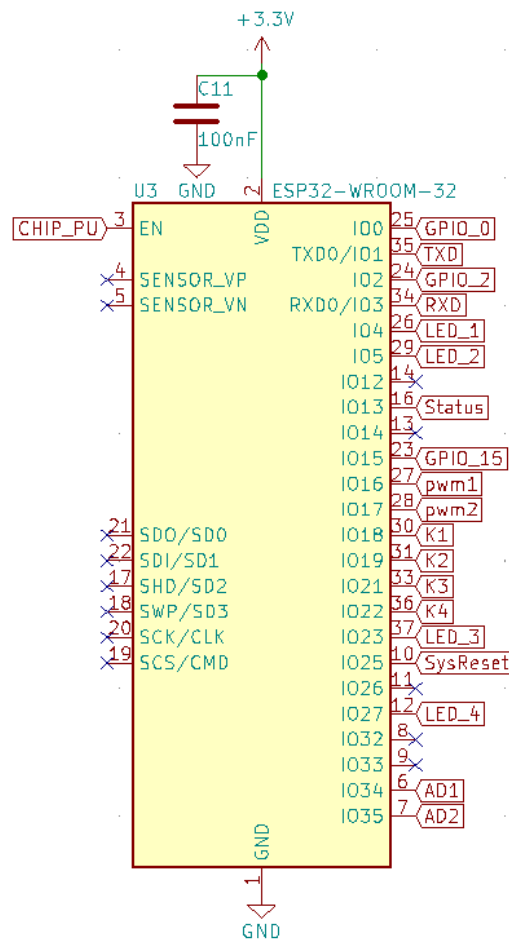 +3.3V
C11
100nF
U3 GND 2 ESP32-WROOM-32
VDD
CHIP_PU 3 EN IO0 25 GPIO_0
TXD0/IO1 35 TXD
4 SENSOR_VP IO2 24 GPIO_2
5 SENSOR_VN RXD0/IO3 34 RXD
IO4 26 LED_1
IO5 29 LED_2
IO12 14
IO13 16 Status
IO14 13
IO15 23 GPIO_15
IO16 27 pwm1
IO17 28 pwm2
21 SDO/SD0 IO18 30 K1
22 SDI/SD1 IO19 31 K2
17 SHD/SD2 IO21 33 K3
18 SWP/SD3 IO22 36 K4
20 SCK/CLK IO23 37 LED_3
19 SCS/CMD IO25 10 SysReset
IO26 11
IO27 12 LED_4
IO32 8
IO33 9
IO34 6 AD1
IO35 7 AD2
GND
1
GND